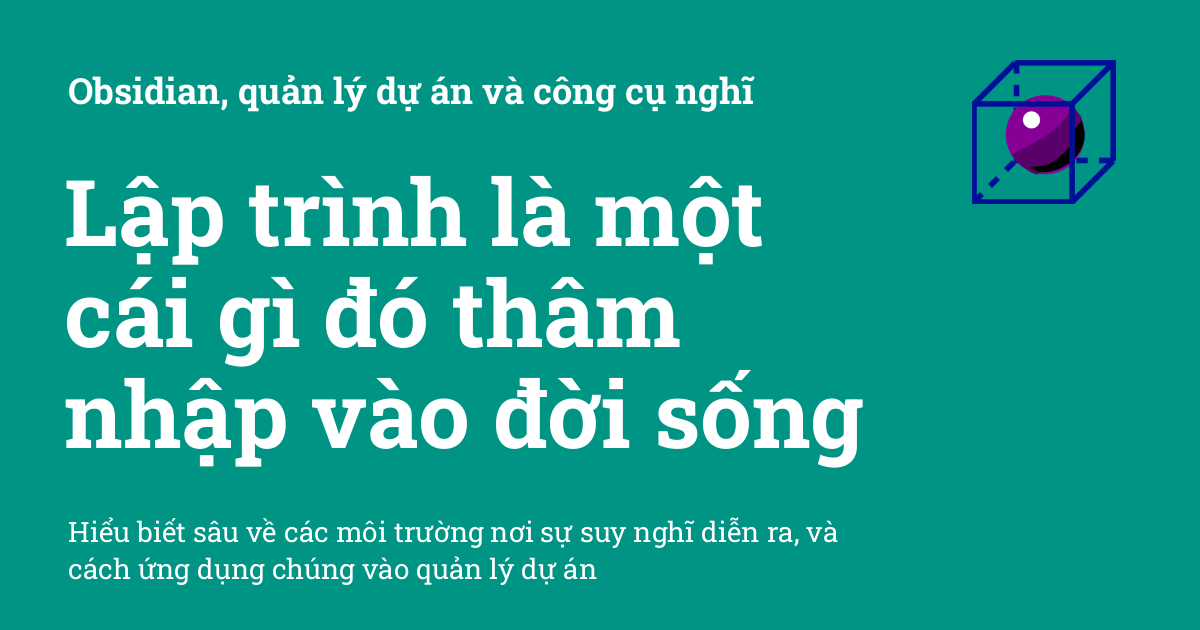 Obsidian, quản lý dự án và công cụ nghĩ
Lập trình là một
cái gì đó thâm
nhập vào đời sống
Hiểu biết sâu về các môi trường nơi sự suy nghĩ diễn ra, và
cách ứng dụng chúng vào quản lý dự án